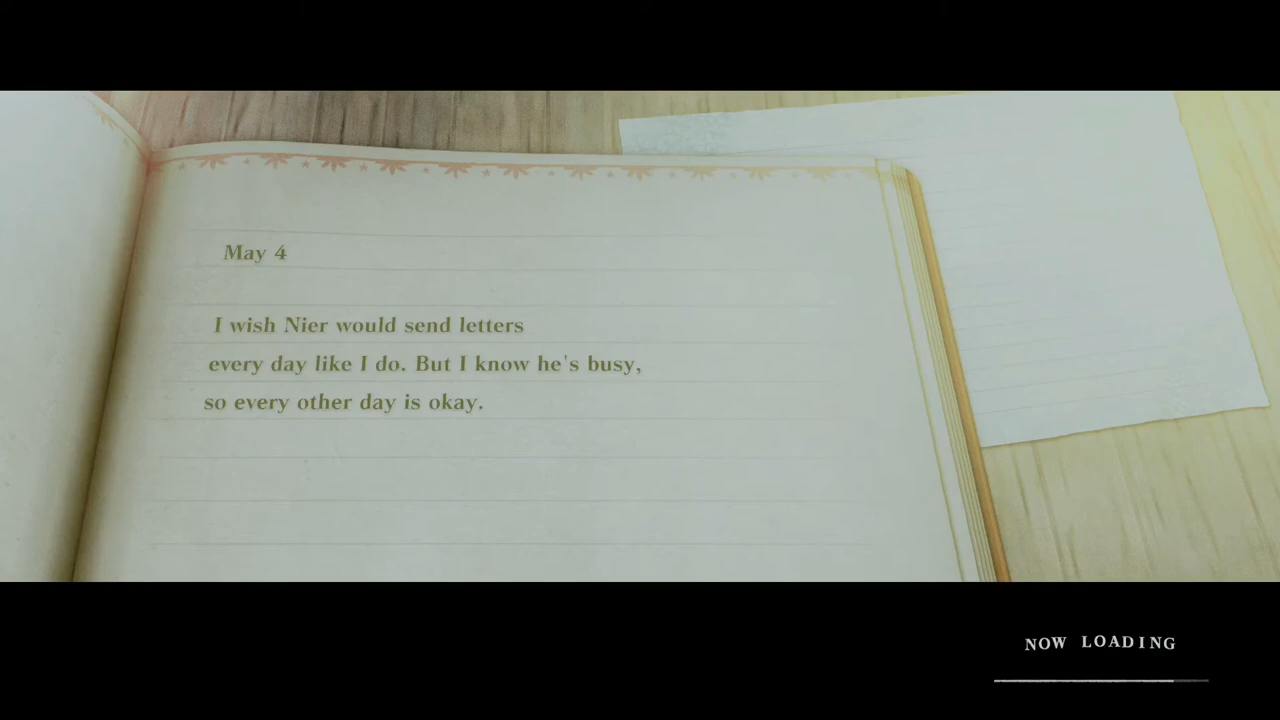 May 4
I wish Nier would send letters
every day like I do. But I know he's busy,
so every other day is okay.
NOW LOADING